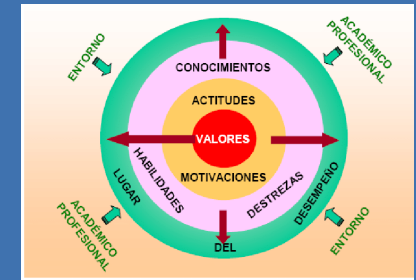 ENTORNO
ACADÉMICO
PROFESIONAL
CONOCIMIENTOS
ACTITUDES
VALORES
MOTIVACIONES
HABILIDADES
DESTREZAS
LUGAR
DEL
DESEMPEÑO
ACADÉMICO
PROFESIONAL
ENTORNO